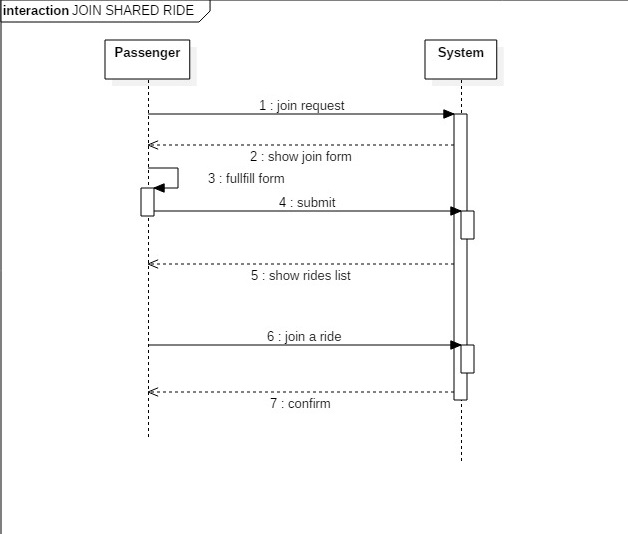 interaction JOIN SHARED RIDE
Passenger
System
1 : join request
2 : show join form
3 : fullfill form
4 : submit
5 : show rides list
6 : join a ride
7 : confirm